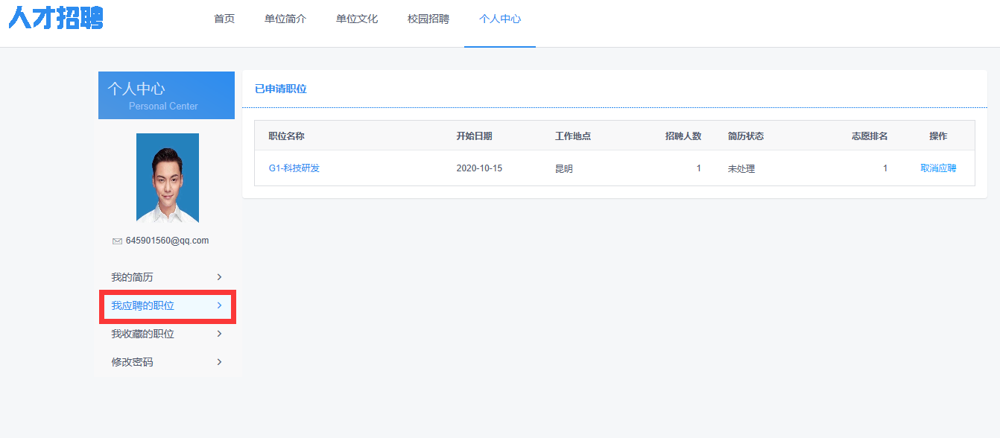 人才招聘
首页 单位简介 单位文化 校园招聘 个人中心
个人中心
Personal Center
645901560@qq.com
我的简历
我应聘的职位
我收藏的职位
修改密码
已申请职位
职位名称 开始日期 工作地点 招聘人数 简历状态 志愿排名 操作
G1-科技研发 2020-10-15 昆明 1 未处理 1 取消应聘